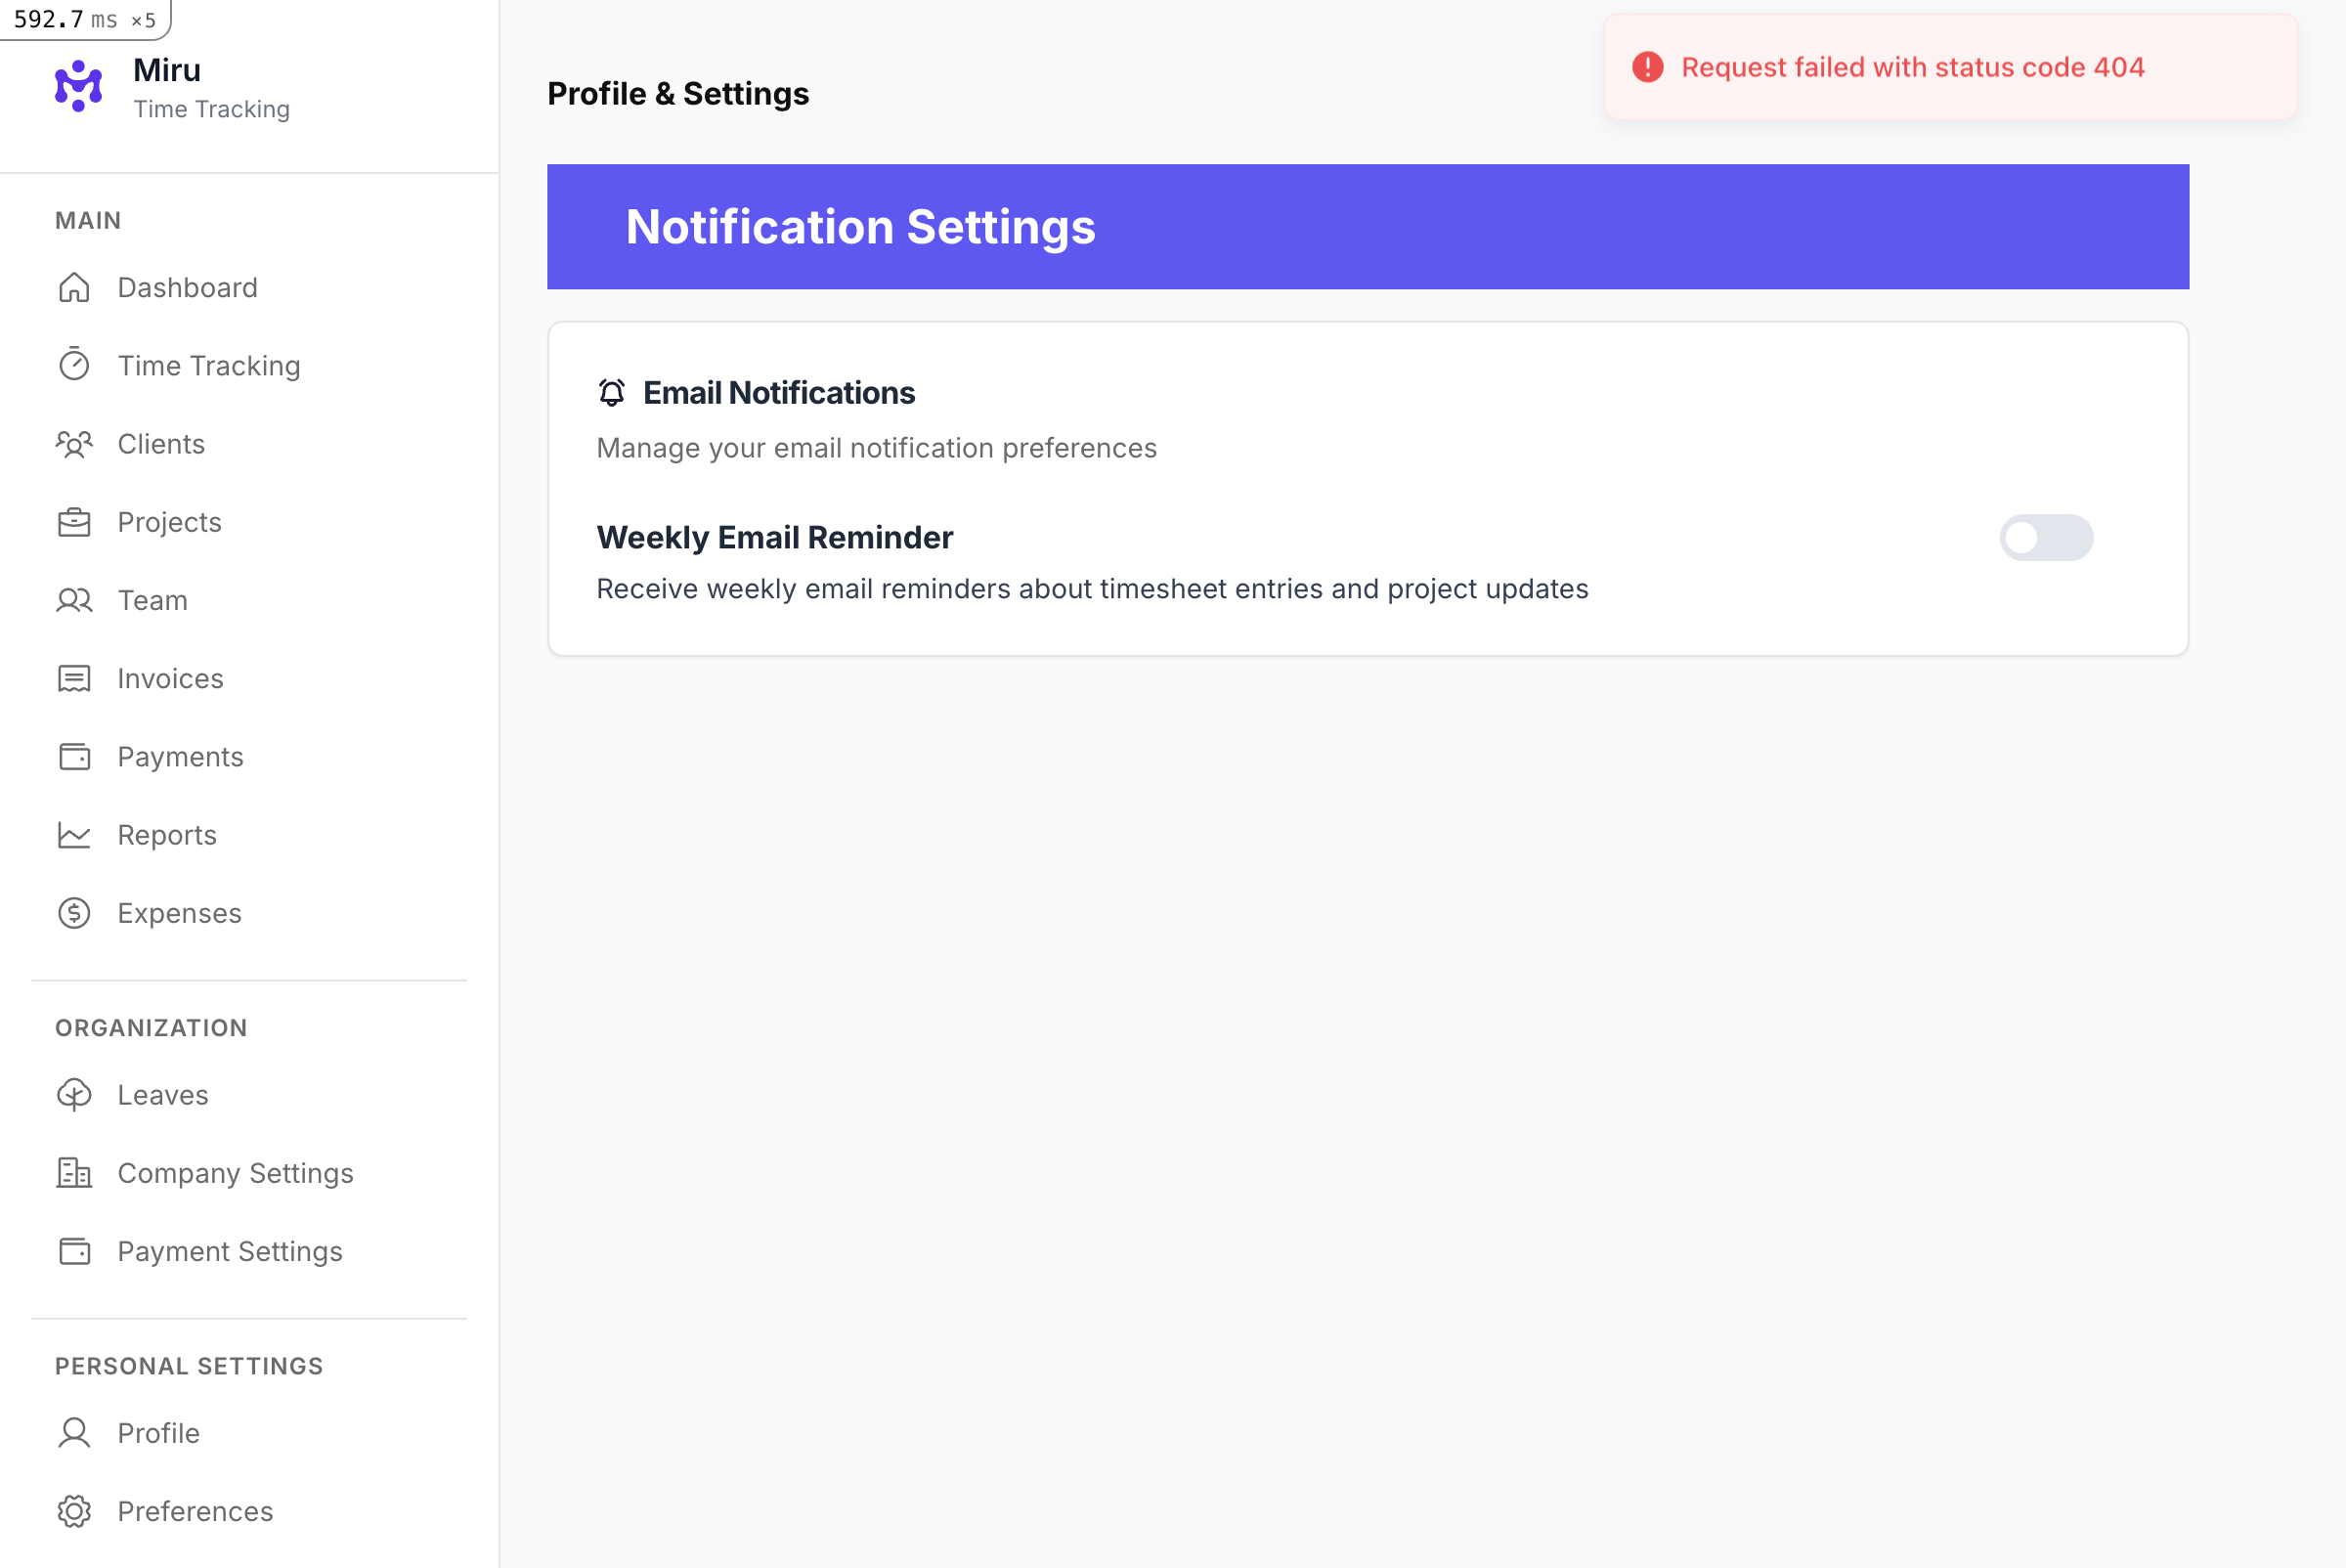 592.7 ms ×5
Miru
Time Tracking
MAIN
Dashboard
Time Tracking
Clients
Projects
Team
Invoices
Payments
Reports
Expenses
ORGANIZATION
Leaves
Company Settings
Payment Settings
PERSONAL SETTINGS
Profile
Preferences
Profile & Settings
Request failed with status code 404
Notification Settings
Email Notifications
Manage your email notification preferences
Weekly Email Reminder
Receive weekly email reminders about timesheet entries and project updates